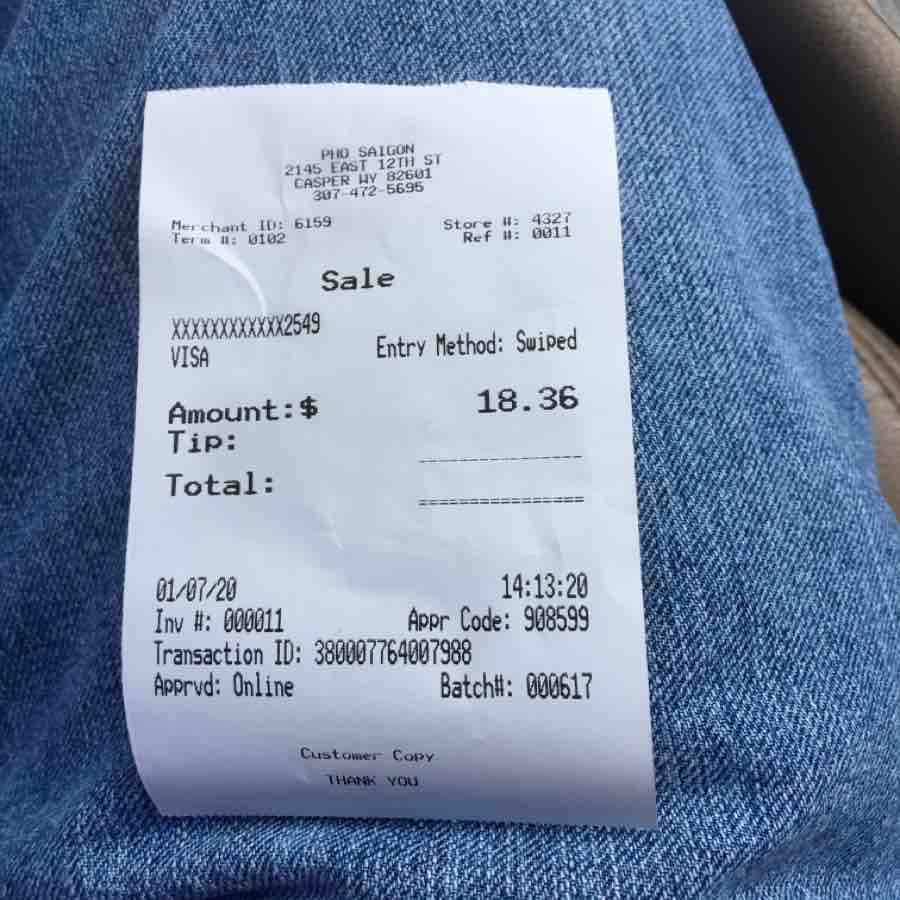 PHO SAIGON
2145 EAST 12TH ST
CASPER WY 82601
307-472-5695
Merchant ID: 6159 Store #: 4327
Term #: 0102 Ref #: 0011
Sale
XXXXXXXXXXXX2549
VISA Entry Method: Swiped
Amount:$ 18.36
Tip:
Total:
01/07/20 14:13:20
Inv #: 000011 Appr Code: 908599
Transaction ID: 380007764007988
Apprvd: Online Batch#: 000617
Customer Copy
THANK YOU